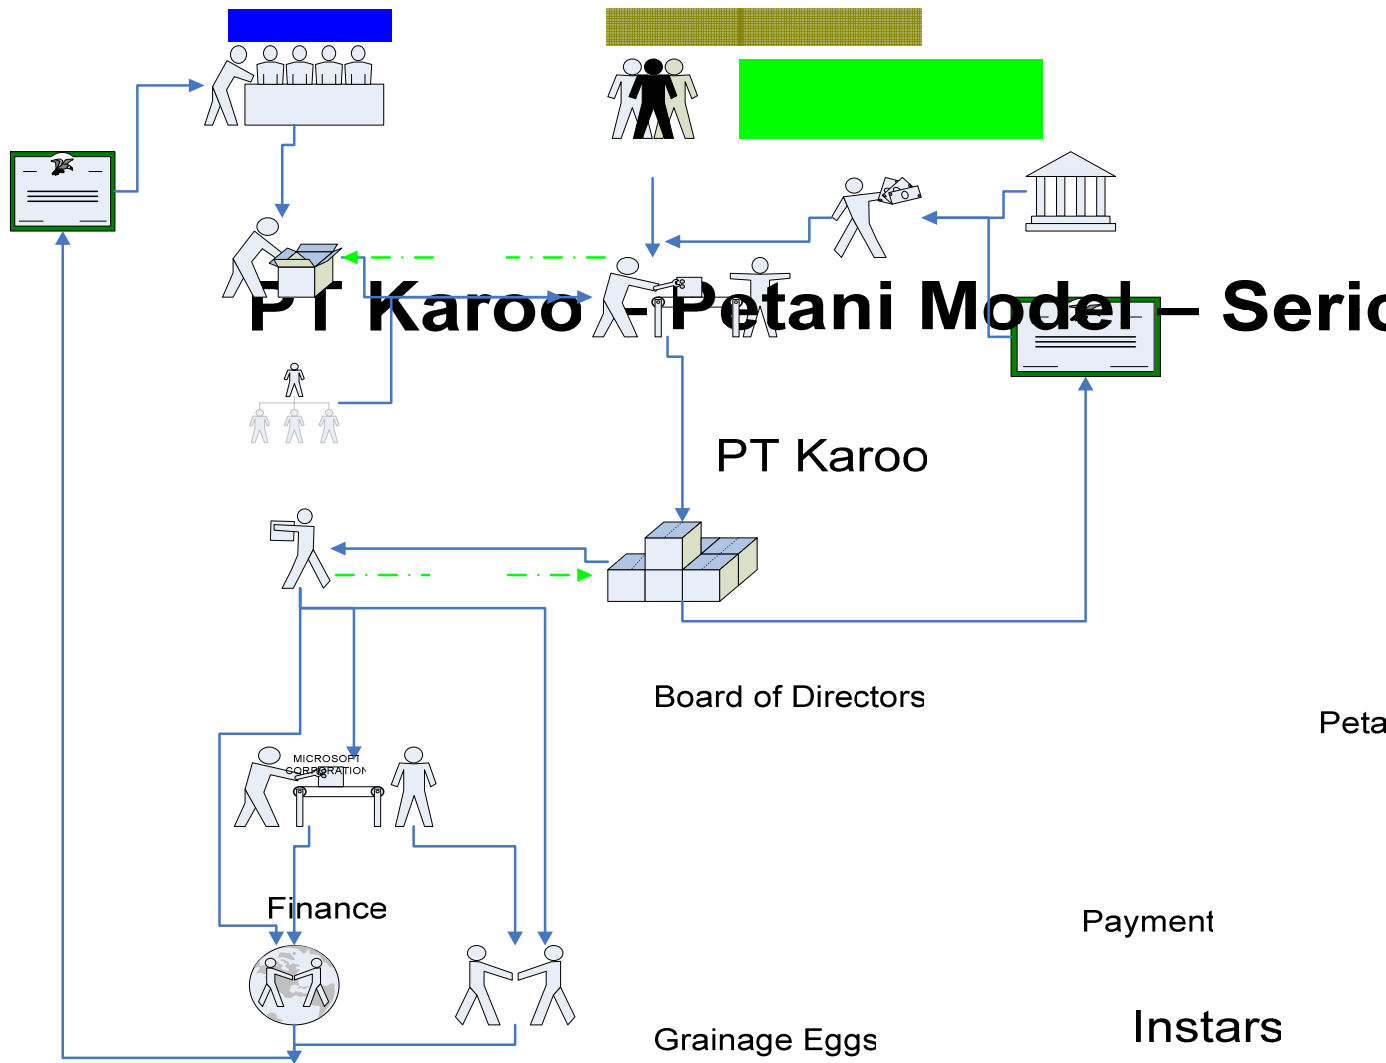 PT Karoo – Petani Model – Seric
PT Karoo
Board of Directors
Peta
MICROSOFT
CORPORATION
Finance
Payment
Instars
Grainage Eggs